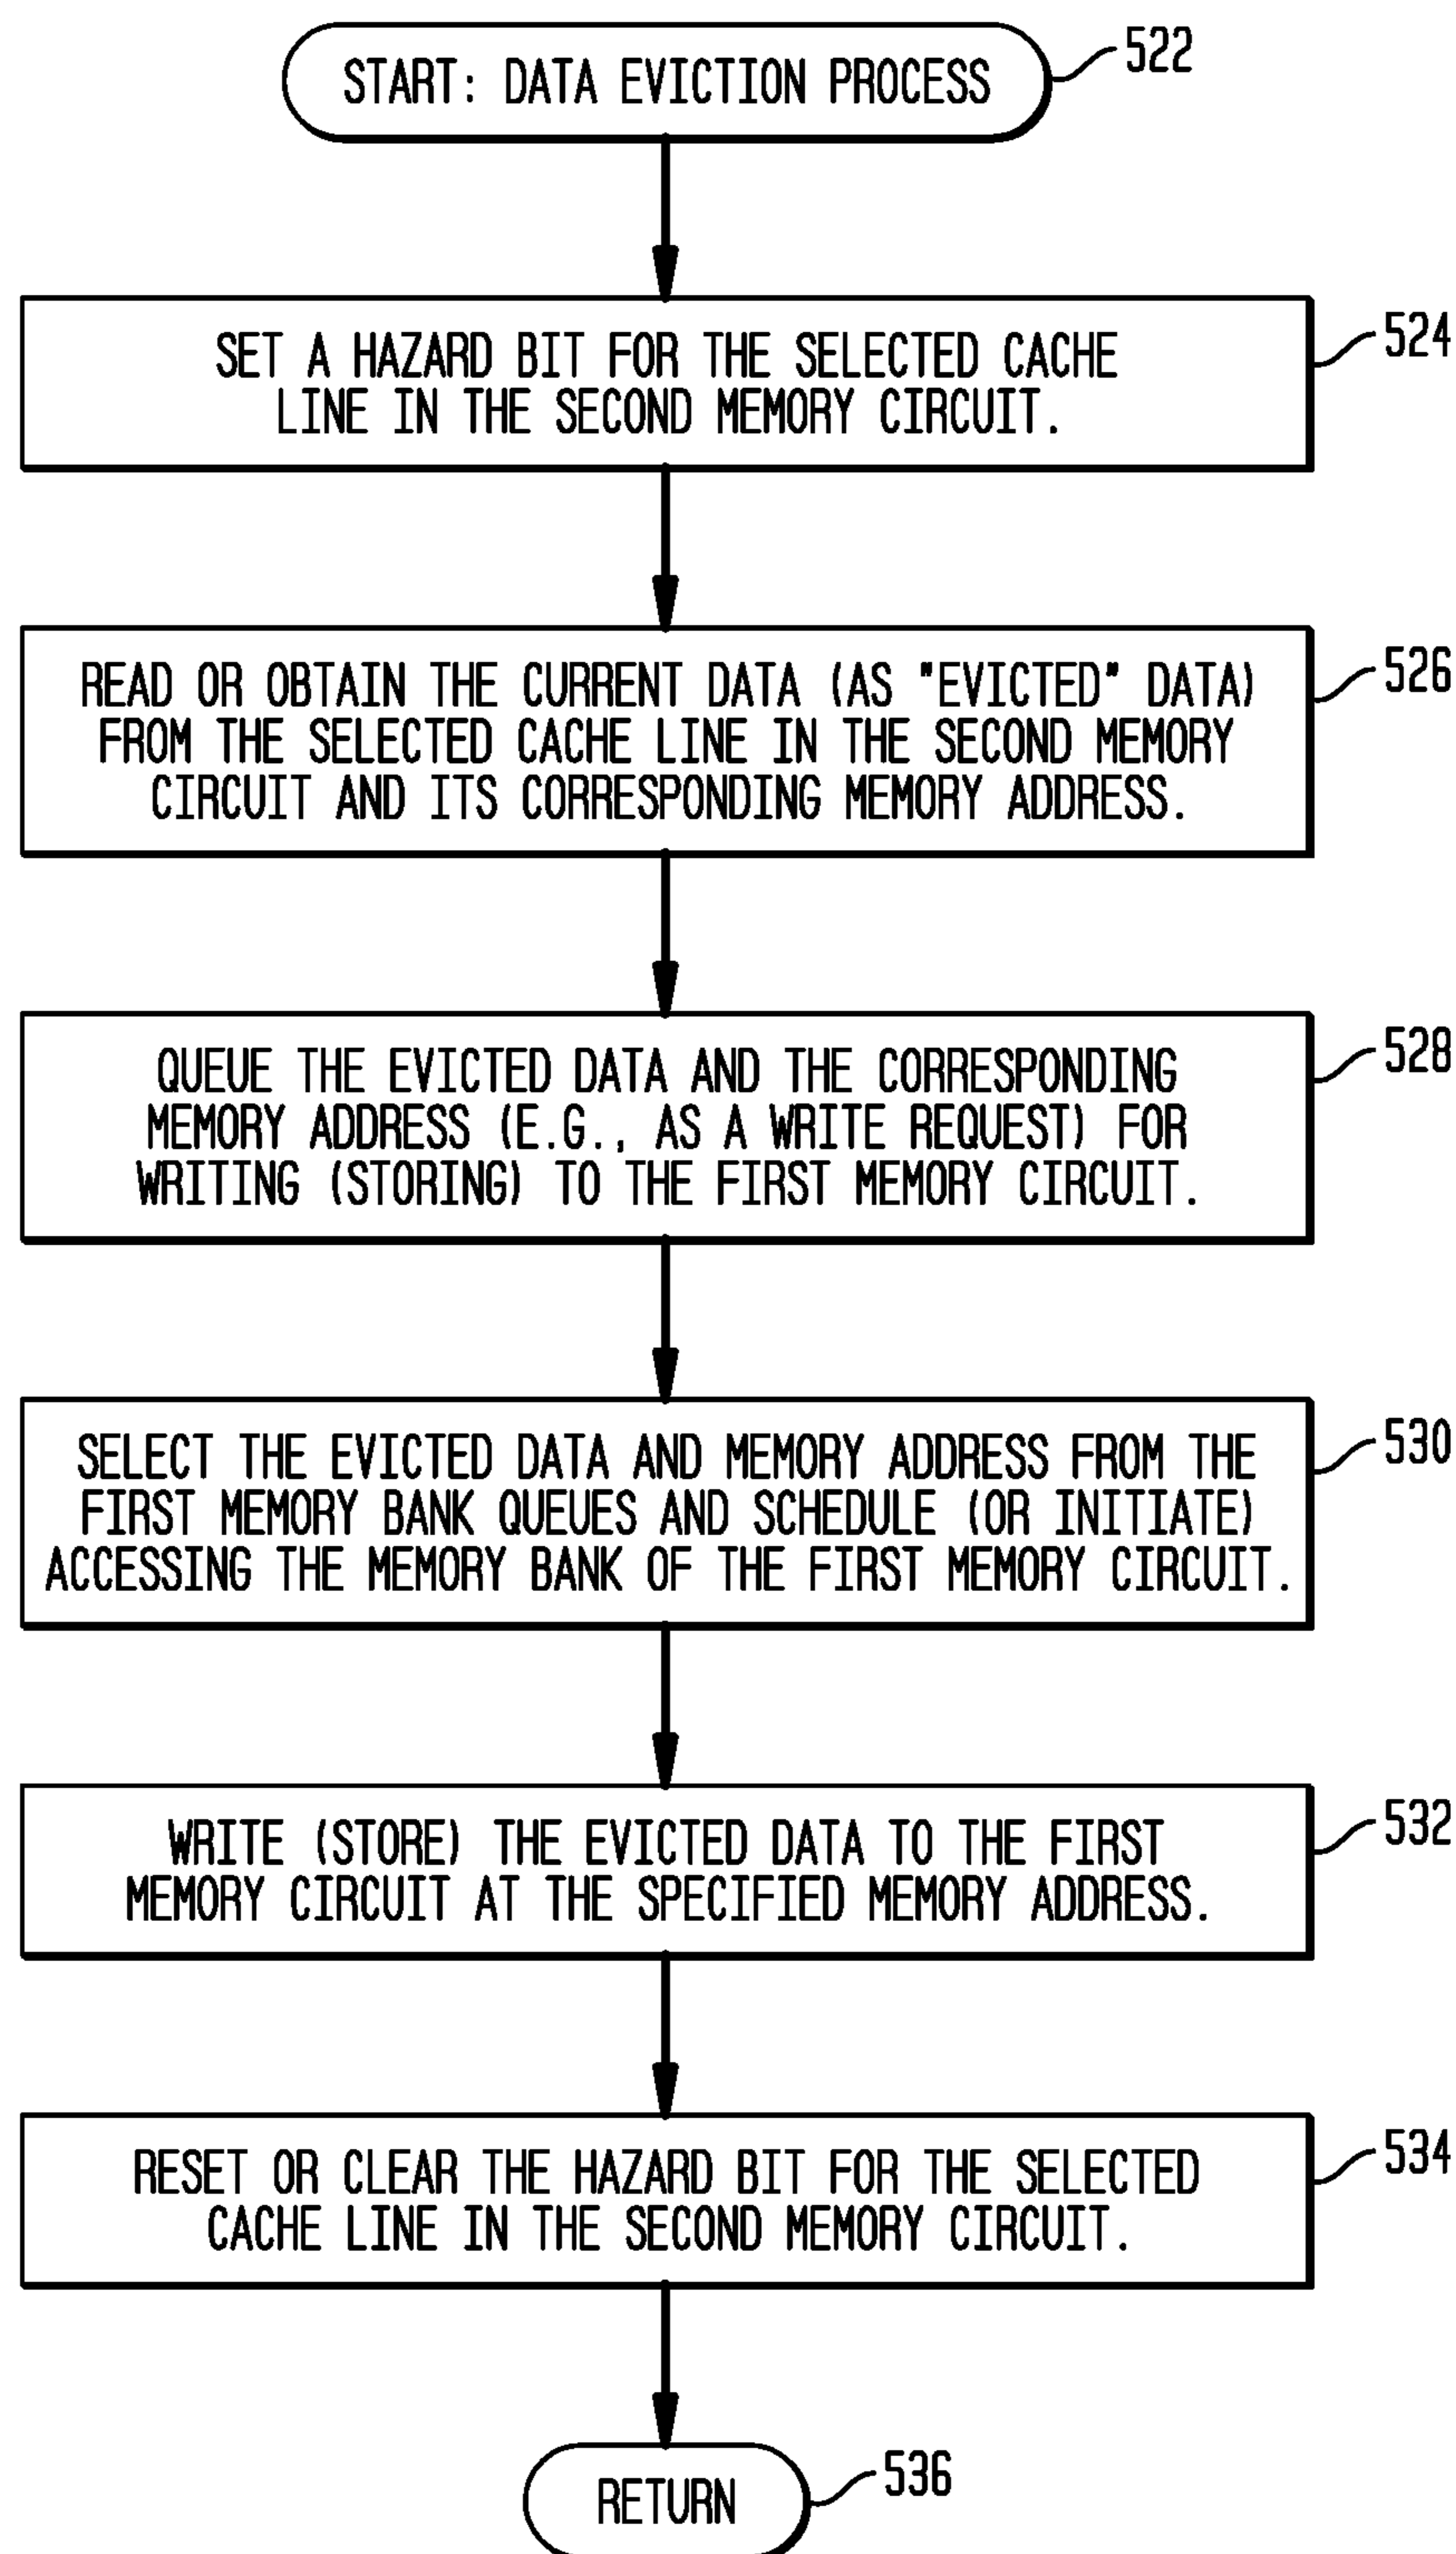 START: DATA EVICTION PROCESS
522
SET A HAZARD BIT FOR THE SELECTED CACHE
LINE IN THE SECOND MEMORY CIRCUIT.
524
READ OR OBTAIN THE CURRENT DATA (AS "EVICTED" DATA)
FROM THE SELECTED CACHE LINE IN THE SECOND MEMORY
CIRCUIT AND ITS CORRESPONDING MEMORY ADDRESS.
526
QUEUE THE EVICTED DATA AND THE CORRESPONDING
MEMORY ADDRESS (E.G., AS A WRITE REQUEST) FOR
WRITING (STORING) TO THE FIRST MEMORY CIRCUIT.
528
SELECT THE EVICTED DATA AND MEMORY ADDRESS FROM THE
FIRST MEMORY BANK QUEUES AND SCHEDULE (OR INITIATE)
ACCESSING THE MEMORY BANK OF THE FIRST MEMORY CIRCUIT.
530
WRITE (STORE) THE EVICTED DATA TO THE FIRST
MEMORY CIRCUIT AT THE SPECIFIED MEMORY ADDRESS.
532
RESET OR CLEAR THE HAZARD BIT FOR THE SELECTED
CACHE LINE IN THE SECOND MEMORY CIRCUIT.
534
RETURN
536